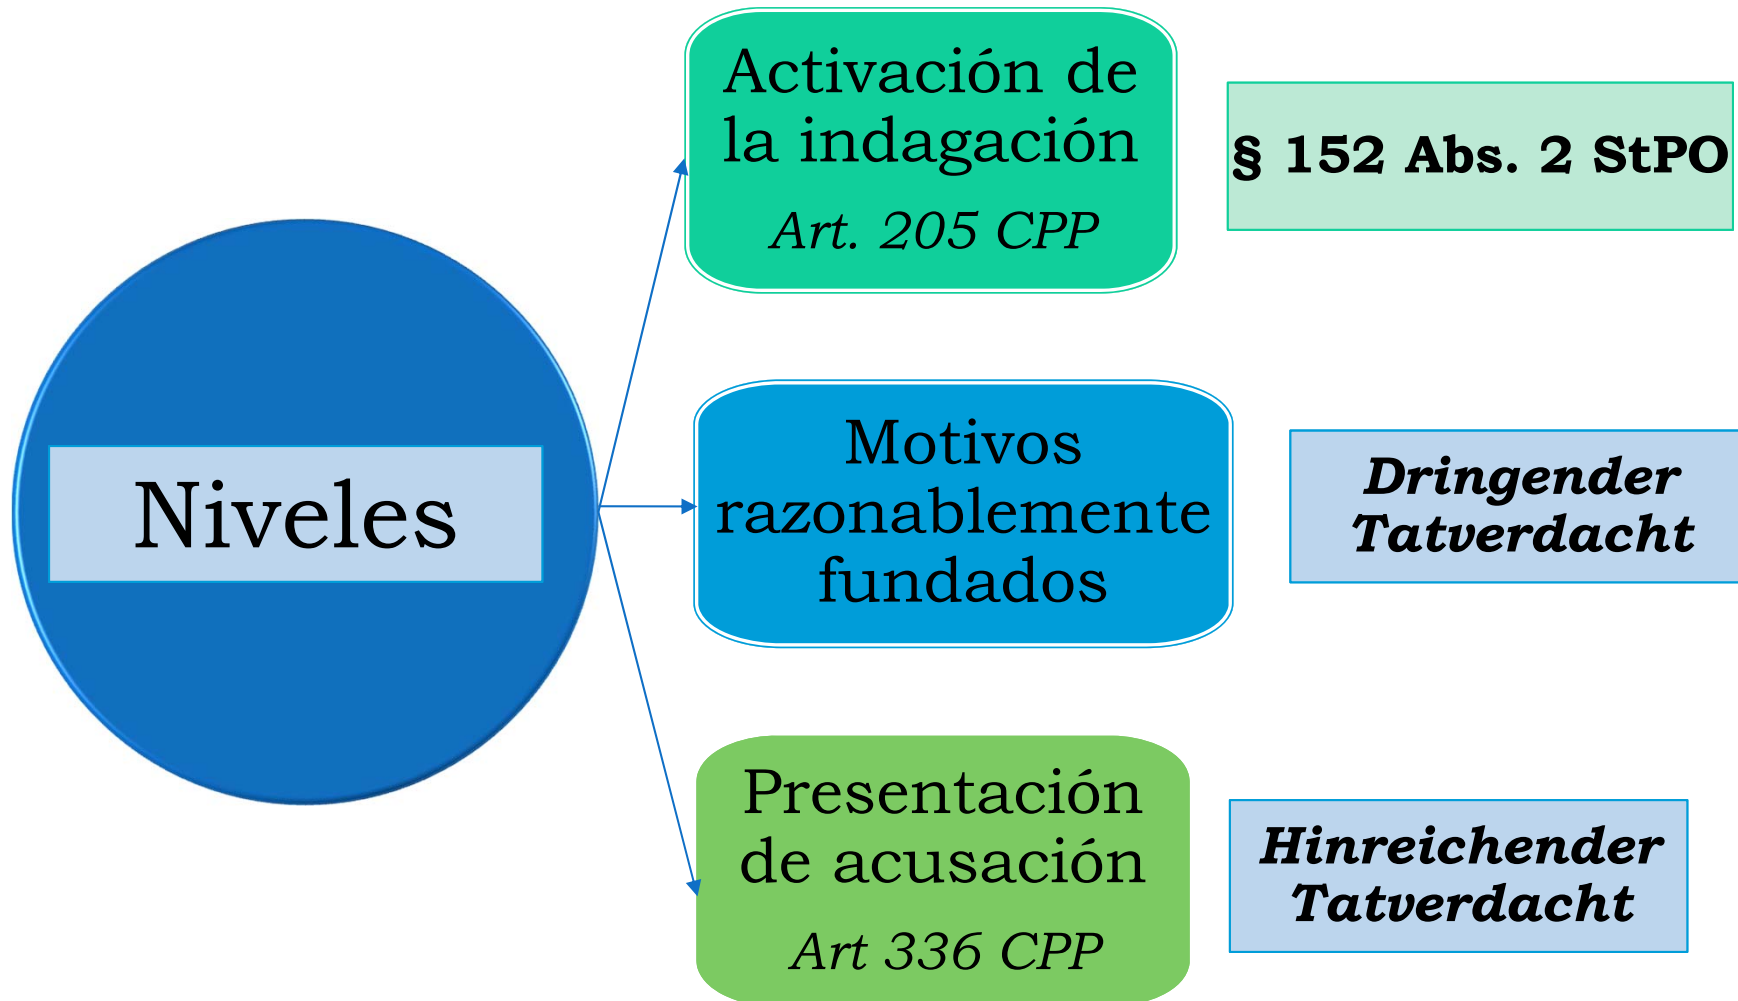 Niveles
Activación de
la indagación
Art. 205 CPP
§ 152 Abs. 2 StPO
Motivos
razonablemente
fundados
Dringender
Tatverdacht
Presentación
de acusación
Art 336 CPP
Hinreichender
Tatverdacht